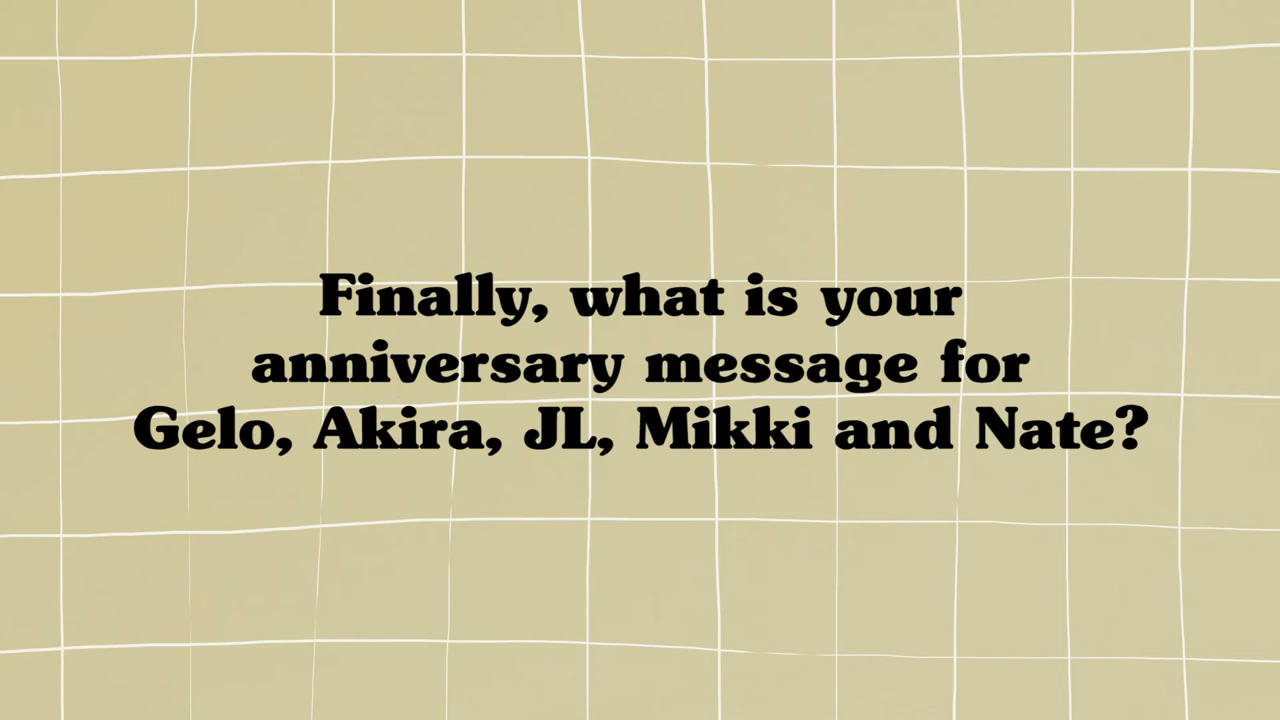 Finally, what is your
anniversary message for
Gelo, Akira, JL, Mikki and Nate?